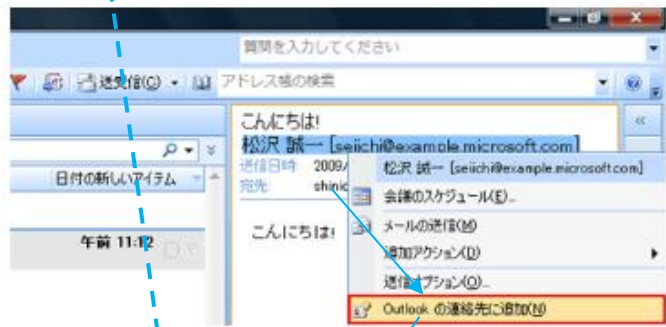 質問を入力してください
送受信(C)
アドレス帳の検索
こんにちは!
松沢 誠一 [seiichi@example.microsoft.com]
送信日時: 2009/
宛先: shinic
こんにちは!
日付の新しいアイテム
午前 11:12
松沢 誠一 [seiichi@example.microsoft.com]
会議のスケジュール(E)...
メールの送信(M)
追加アクション(D)
送信オプション(O)...
Outlook の連絡先に追加(N)